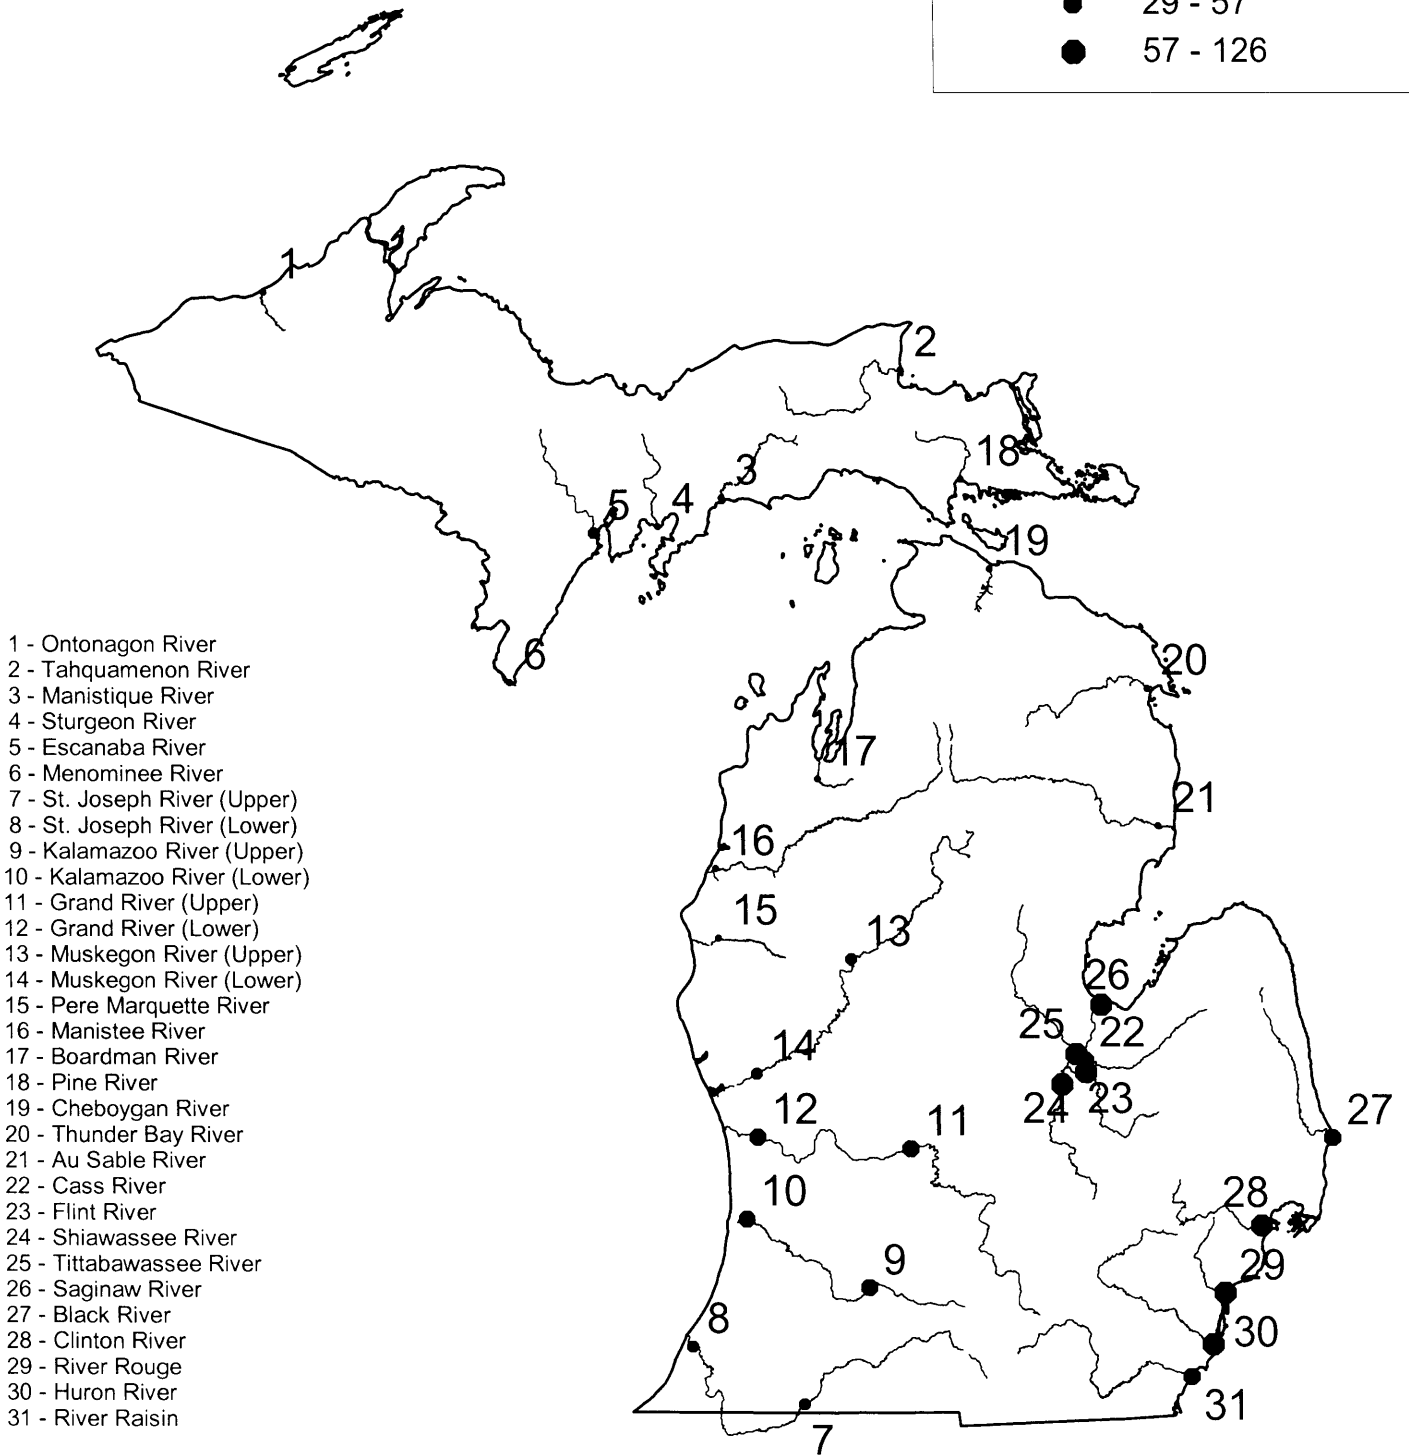 29 - 57
57 - 126
1
2
18
3
5
4
19
6
20
17
21
16
15
13
26
25
22
14
24
23
12
11
27
10
28
9
29
8
30
31
7
1 - Ontonagon River
2 - Tahquamenon River
3 - Manistique River
4 - Sturgeon River
5 - Escanaba River
6 - Menominee River
7 - St. Joseph River (Upper)
8 - St. Joseph River (Lower)
9 - Kalamazoo River (Upper)
10 - Kalamazoo River (Lower)
11 - Grand River (Upper)
12 - Grand River (Lower)
13 - Muskegon River (Upper)
14 - Muskegon River (Lower)
15 - Pere Marquette River
16 - Manistee River
17 - Boardman River
18 - Pine River
19 - Cheboygan River
20 - Thunder Bay River
21 - Au Sable River
22 - Cass River
23 - Flint River
24 - Shiawassee River
25 - Tittabawassee River
26 - Saginaw River
27 - Black River
28 - Clinton River
29 - River Rouge
30 - Huron River
31 - River Raisin